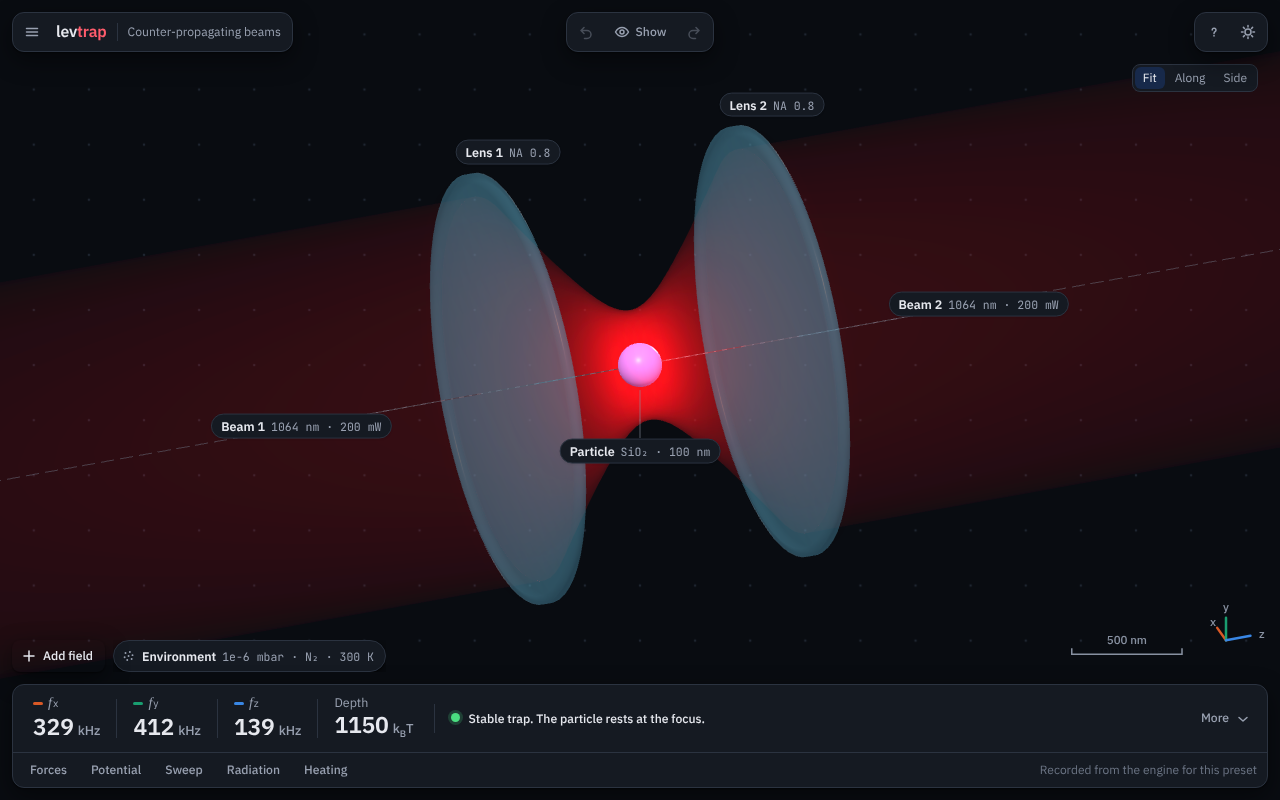 levtrap Counter-propagating beams
Show
?
Fit Along Side
Lens 2 NA 0.8
Lens 1 NA 0.8
Beam 2 1064 nm · 200 mW
Beam 1 1064 nm · 200 mW
Particle SiO₂ · 100 nm
y
x
z
500 nm
Add field
Environment 1e-6 mbar · N₂ · 300 K
fx
329 kHz
fy
412 kHz
fz
139 kHz
Depth
1150 k_BT
Stable trap. The particle rests at the focus.
More
Forces Potential Sweep Radiation Heating
Recorded from the engine for this preset